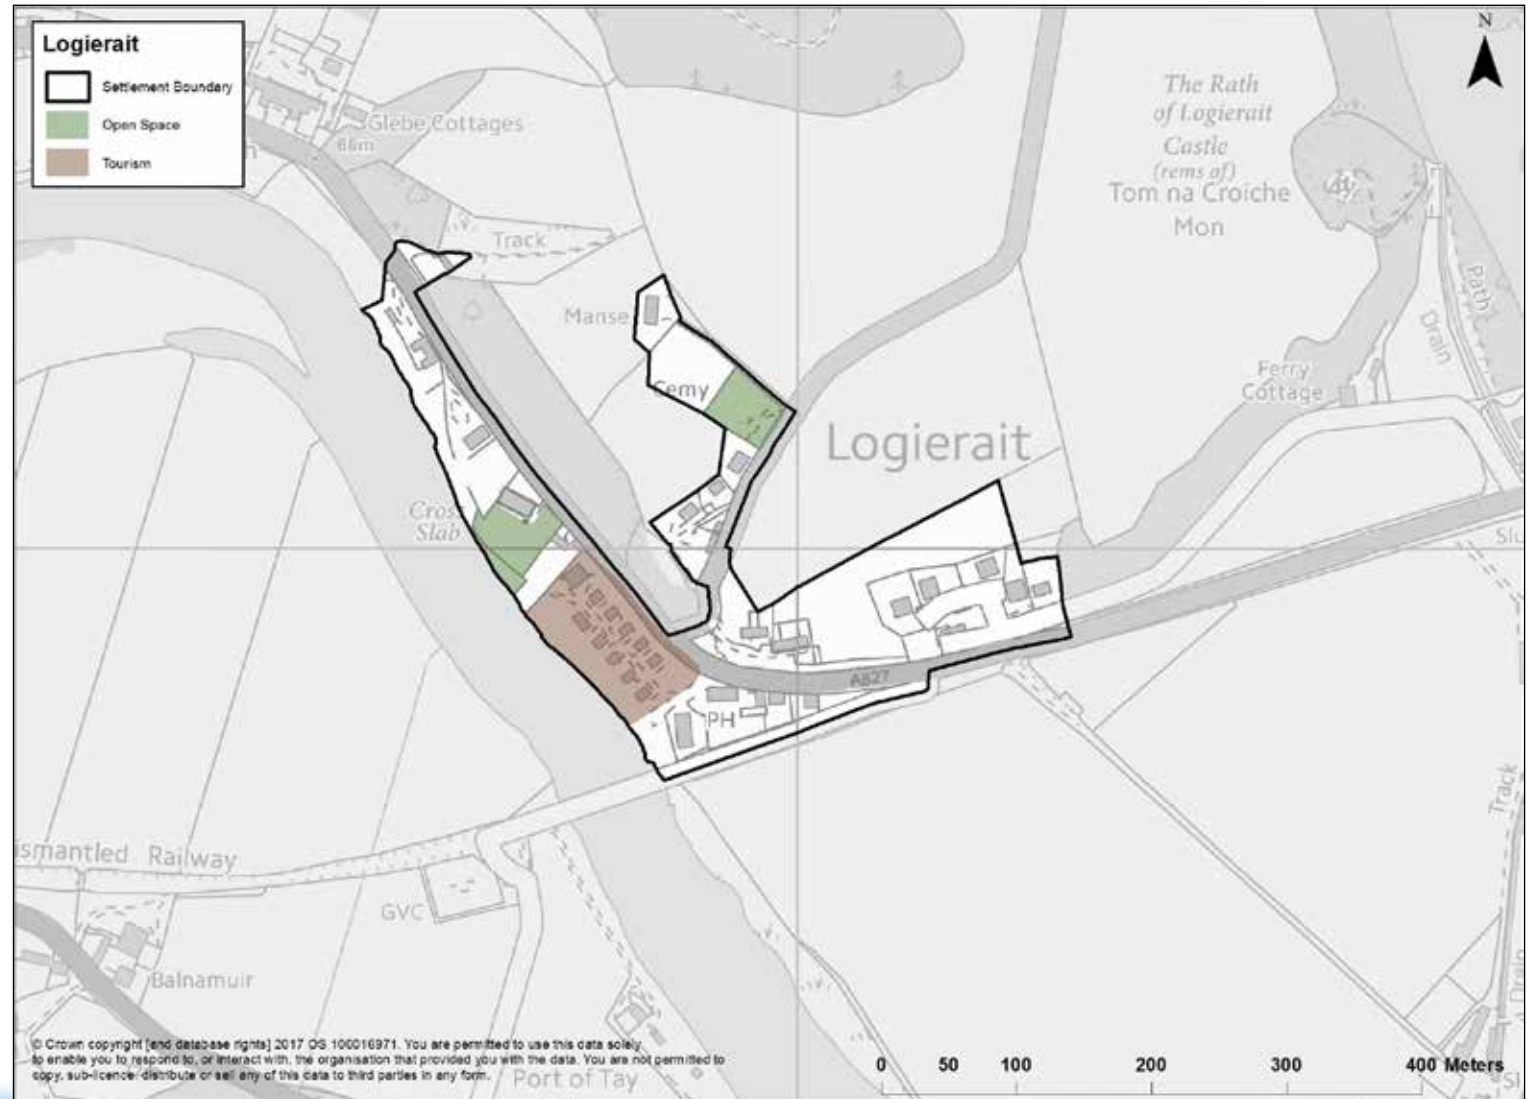 Logierait
Settlement Boundary
Open Space
Tourism
N
Glebe Cottages
66m
The Rath
of Logierait
Castle
(rems of)
Tom na Croiche
Mon
Track
Path
Drain
Manse
Cemy
Ferry
Cottage
Logierait
Cross
Slab
A827
PH
Track
ismantled Railway
GVC
Balnamuir
Drain
Port of Tay
© Crown copyright [and database rights] 2017 OS 100016971. You are permitted to use this data solely
to enable you to respond to, or interact with, the organisation that provided you with the data. You are not permitted to
copy, sub-licence, distribute or sell any of this data to third parties in any form.
0 50 100 200 300 400 Meters